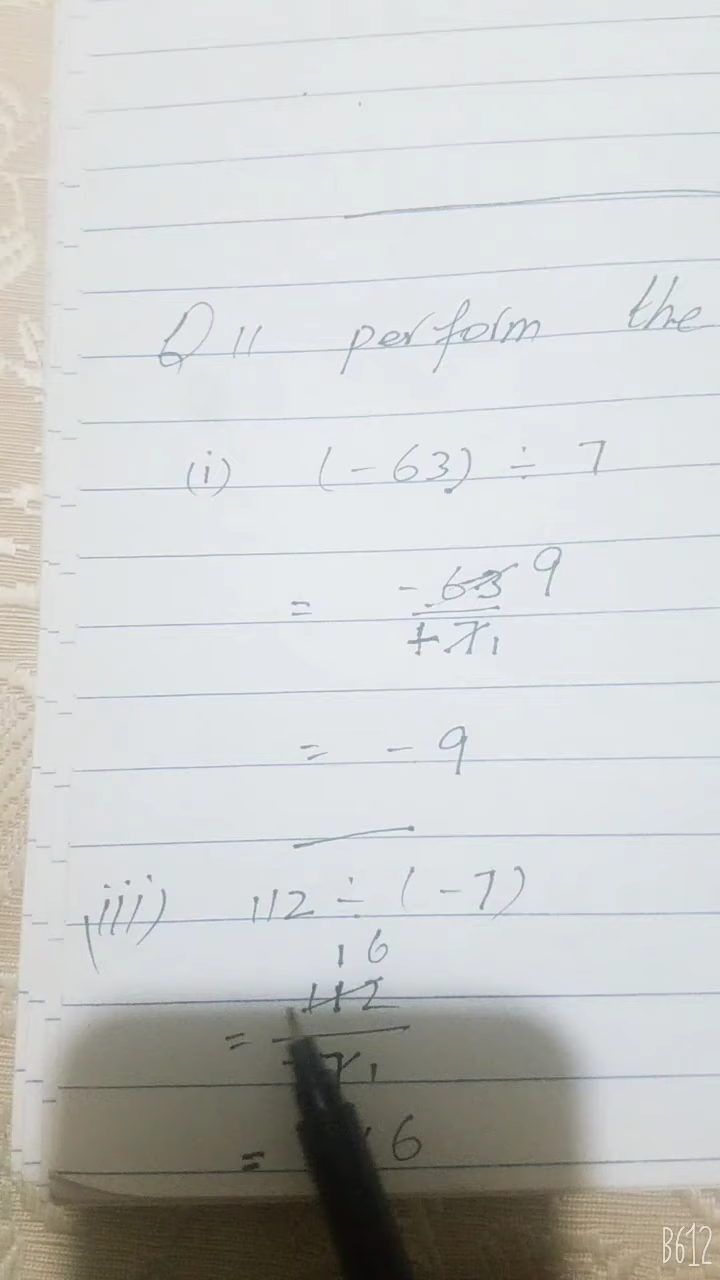 Q11 perform the
(i) (-63) ÷ 7
= -63 9
+7 1
= -9
(iii) 112 ÷ (-7)
16
= 112
7 1
= 6
B612